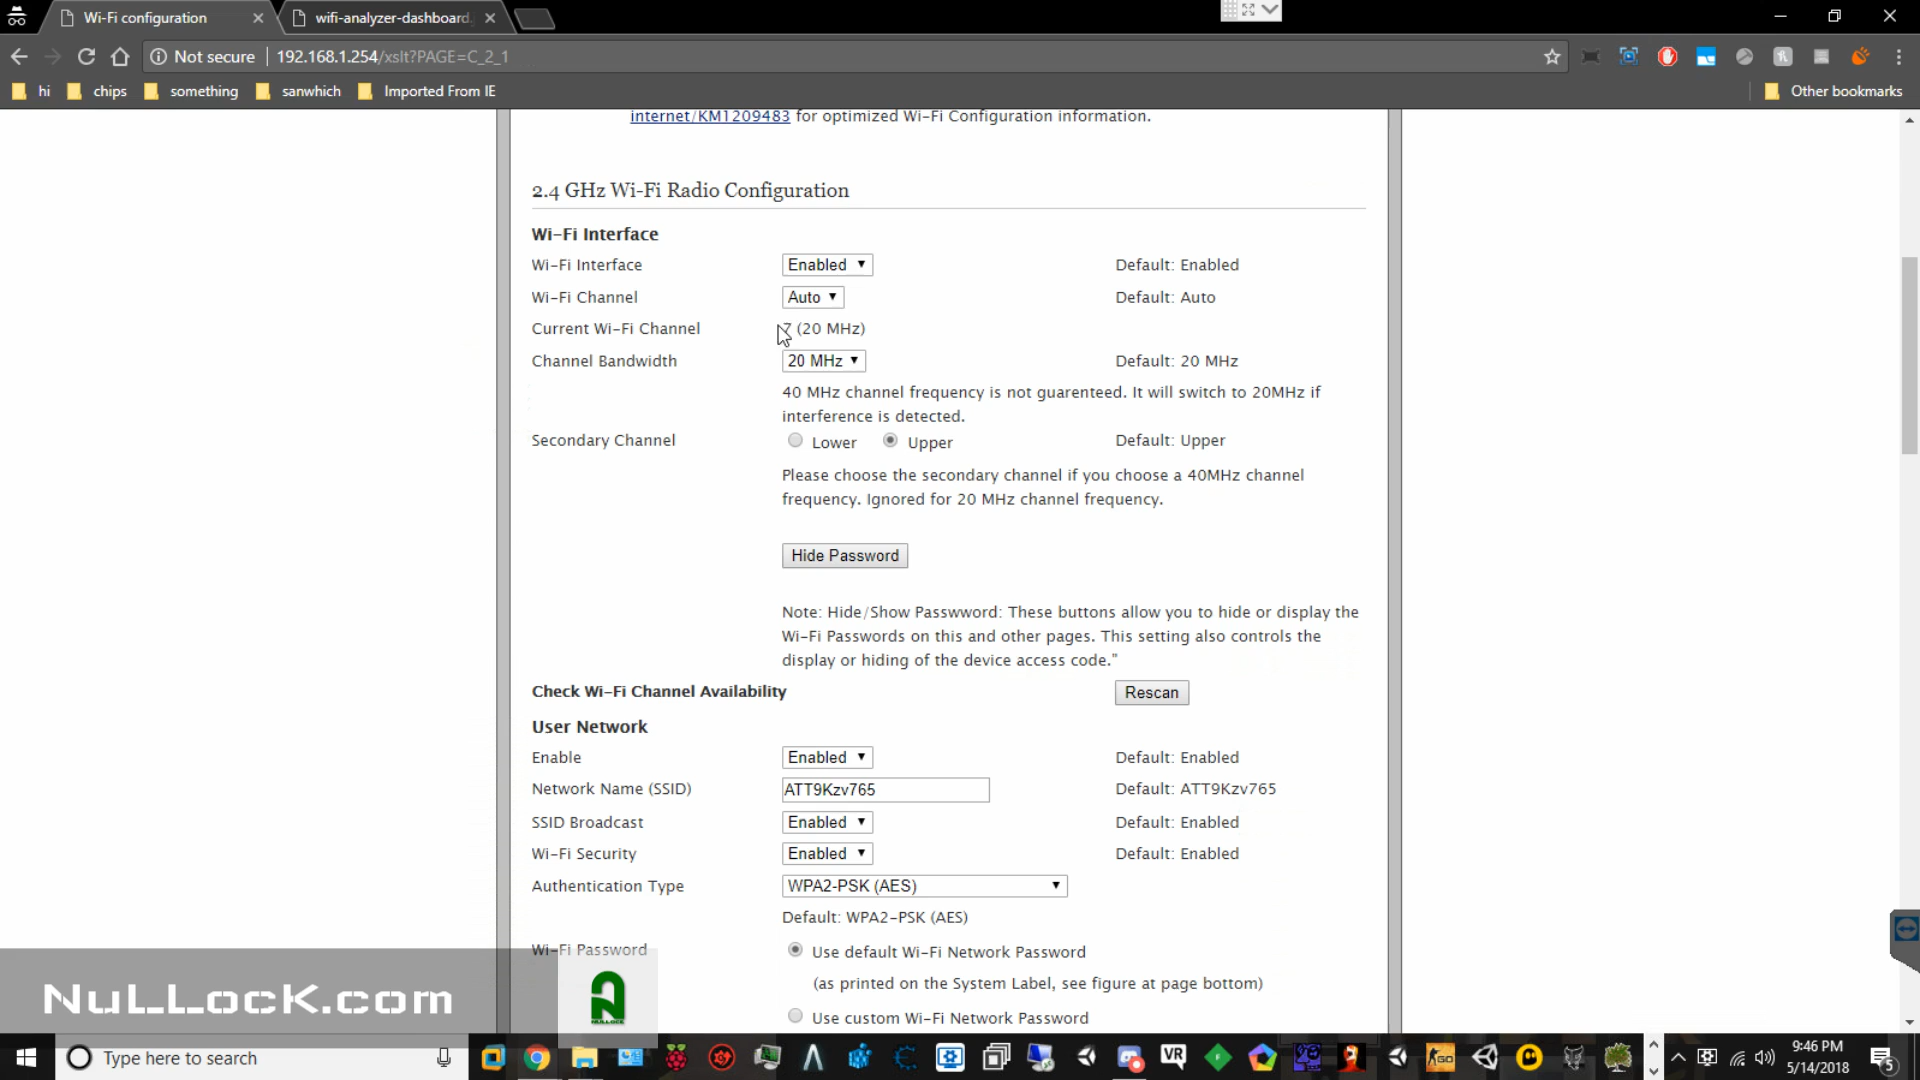 Wi-Fi configuration
wifi-analyzer-dashboard.
Not secure
192.168.1.254/xslt?PAGE=C_2_1
hi
chips
something
sanwhich
Imported From IE
Other bookmarks
internet/KM1209483 for optimized Wi-Fi Configuration information.
2.4 GHz Wi-Fi Radio Configuration
Wi-Fi Interface
Wi-Fi Interface Enabled Default: Enabled
Wi-Fi Channel Auto Default: Auto
Current Wi-Fi Channel 7 (20 MHz)
Channel Bandwidth 20 MHz Default: 20 MHz
40 MHz channel frequency is not guarenteed. It will switch to 20MHz if
interference is detected.
Secondary Channel Lower Upper Default: Upper
Please choose the secondary channel if you choose a 40MHz channel
frequency. Ignored for 20 MHz channel frequency.
Hide Password
Note: Hide/Show Passwword: These buttons allow you to hide or display the
Wi-Fi Passwords on this and other pages. This setting also controls the
display or hiding of the device access code."
Check Wi-Fi Channel Availability Rescan
User Network
Enable Enabled Default: Enabled
Network Name (SSID) ATT9Kzv765 Default: ATT9Kzv765
SSID Broadcast Enabled Default: Enabled
Wi-Fi Security Enabled Default: Enabled
Authentication Type WPA2-PSK (AES)
Default: WPA2-PSK (AES)
Wi-Fi Password Use default Wi-Fi Network Password
(as printed on the System Label, see figure at page bottom)
Use custom Wi-Fi Network Password
NuLLocK.com
NULLOCK
Type here to search
VR
GO
9:46 PM
5/14/2018
5